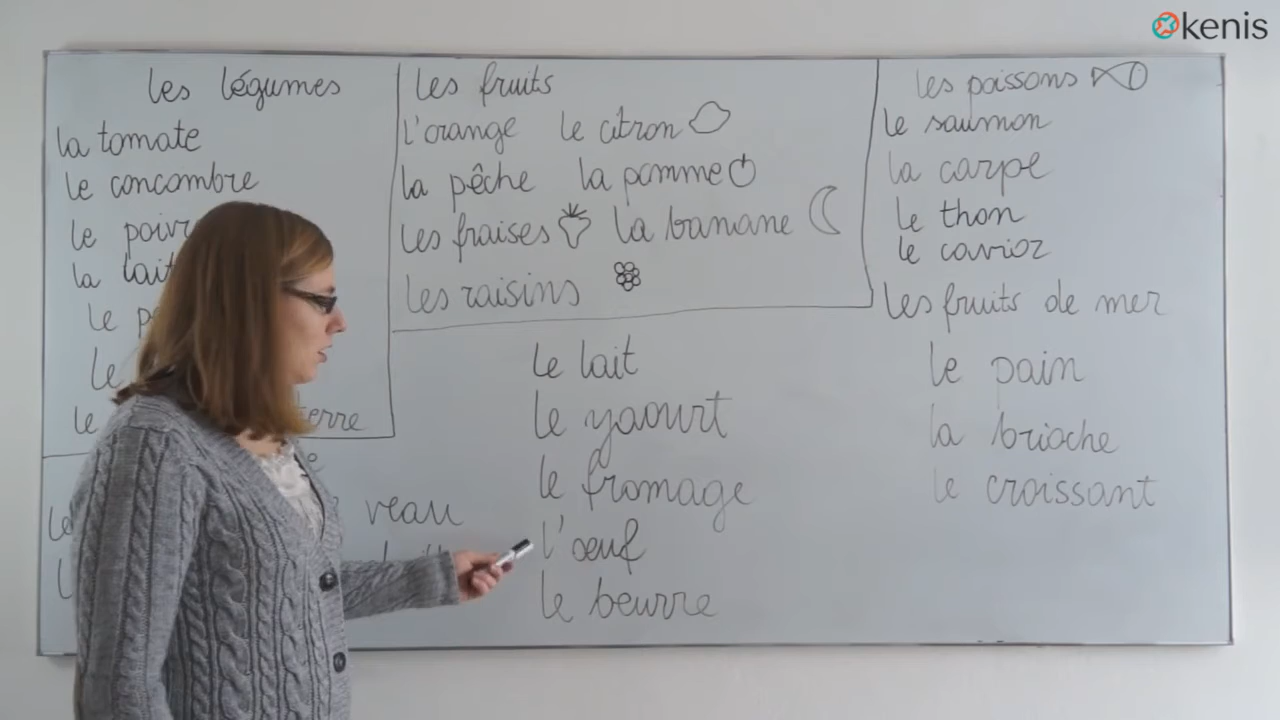 kenis
les légumes
la tomate
le concombre
le poiv
la lait
le p
le
le terre
veau
les fruits
l'orange le citron
la pêche la pomme
les fraises la banane
les raisins
les poissons
le saumon
la carpe
le thon
le caviar
les fruits de mer
le lait
le yaourt
le fromage
l'œuf
le beurre
le pain
la brioche
le croissant